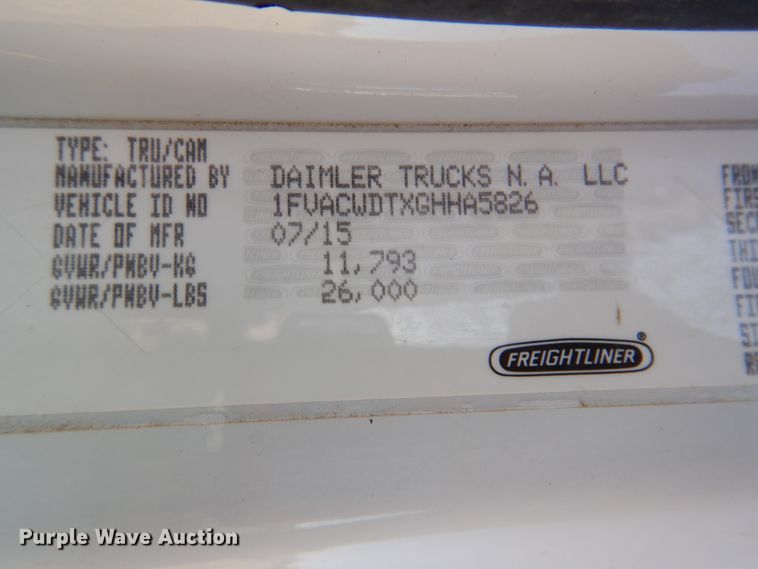 TYPE: TRU/CAM
MANUFACTURED BY DAIMLER TRUCKS N.A. LLC
VEHICLE ID NO 1FVACWDTXGHHA5826
DATE OF MFR 07/15
GVWR/PNBV-KG 11,793
GVWR/PNBV-LBS 26,000
FREIGHTLINER
Purple Wave Auction